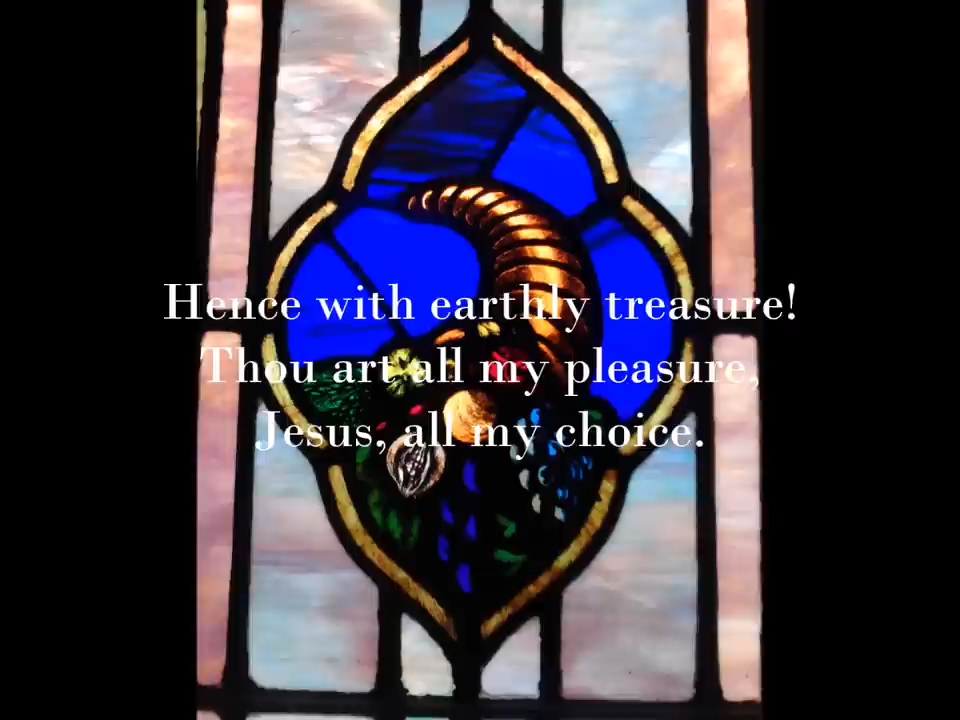 Hence with earthly treasure!
Thou art all my pleasure,
Jesus, all my choice.